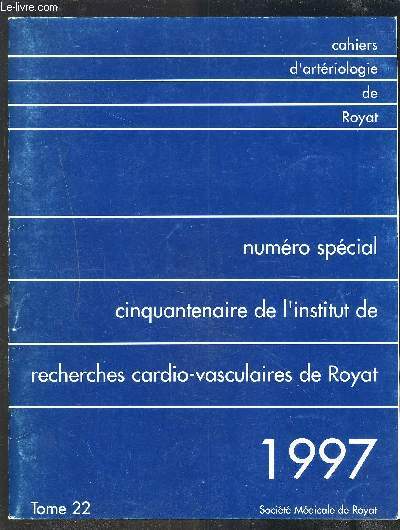 Le-livre.com
cahiers
d'artériologie
de
Royat
numéro spécial
cinquantenaire de l'institut de
recherches cardio-vasculaires de Royat
1997
Tome 22
Société Médicale de Royat